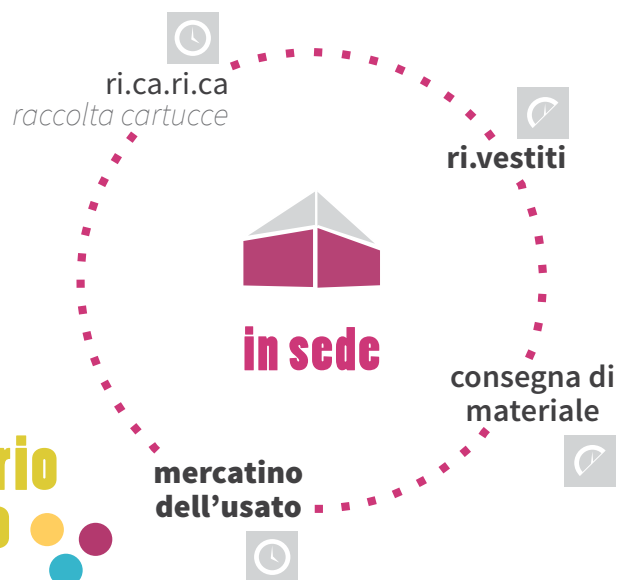 ri.ca.ri.ca
raccolta cartucce
ri.vestiti
in sede
consegna di
materiale
mercatino
dell’usato